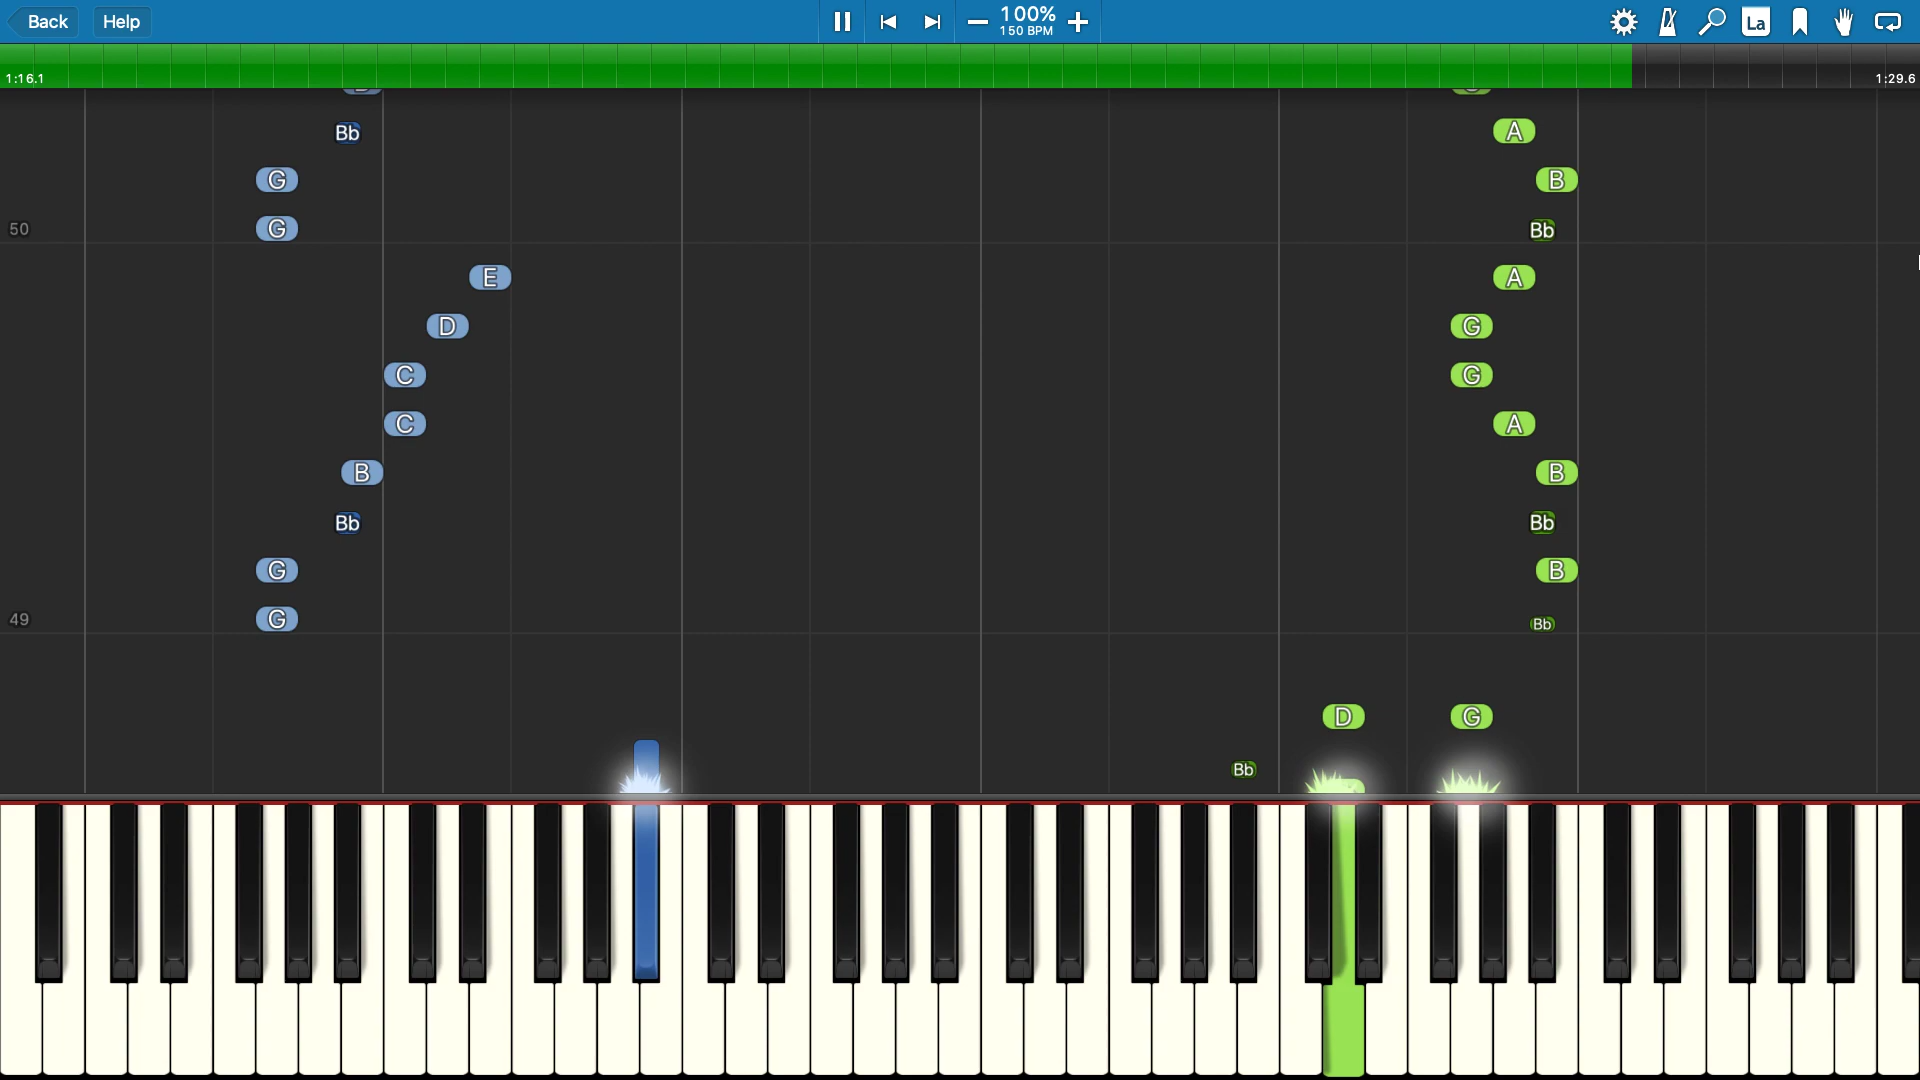 Back Help 100% La
150 BPM
1:16.1 1:29.6
Bb A
G B
50 G Bb
E A
D G
C G
C A
B B
Bb Bb
G B
49 G Bb
D G
Bb